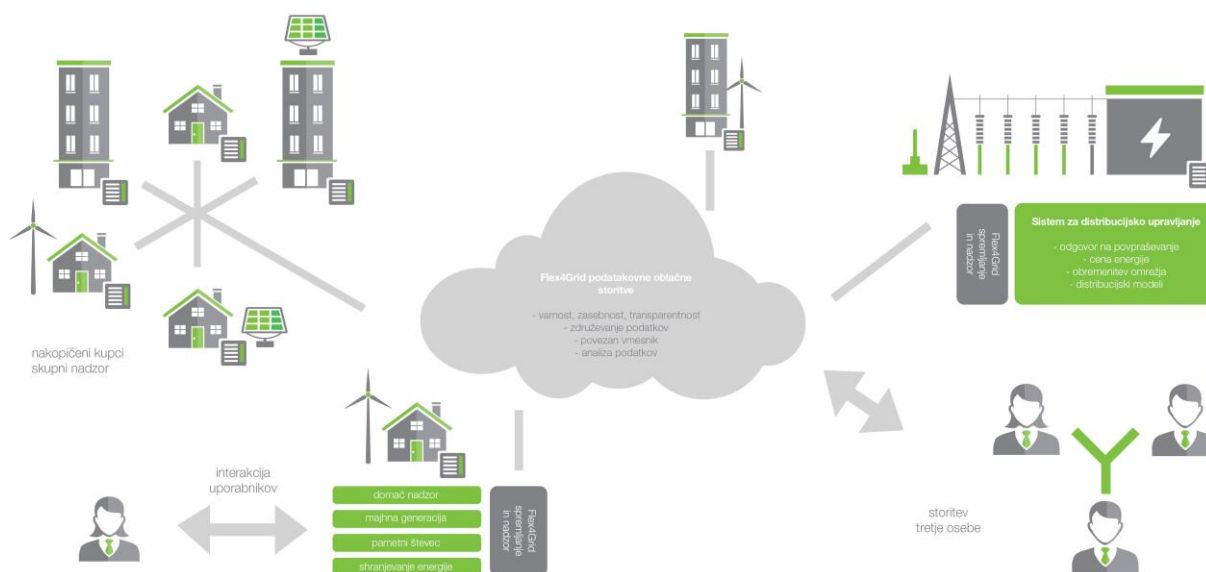 nakopičeni kupci
skupni nadzor
interakcija
uporabnikov
domač nadzor
majhna generacija
pametni števec
shranjevanje energije
Flex4Grid
spremljanje
in nadzor
Flex4Grid podatakovne oblačne
storitve
- varnost, zasebnost, transparentnost
- združevanje podatkov
- povezan vmesnik
- analiza podatkov
Flex4Grid
spremljanje
in nadzor
Sistem za distribucijsko upravljanje
- odgovor na povpraševanje
- cena energije
- obremenitev omrežja
- distribucijski modeli
storitev
tretje osebe